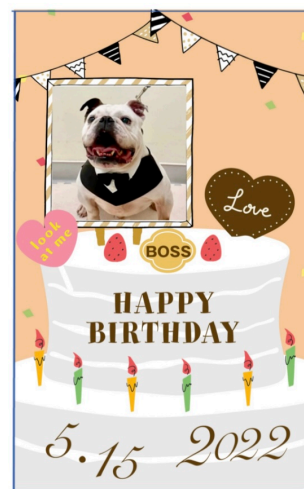 Love
look
at me
BOSS
HAPPY
BIRTHDAY
5.15 2022